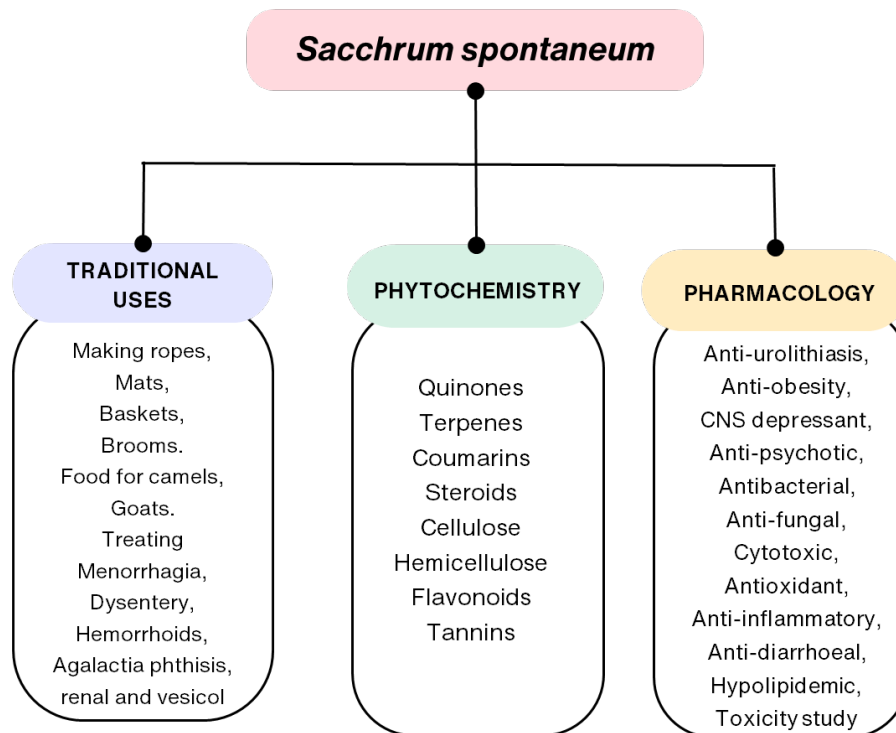 Sacchrum spontaneum
TRADITIONAL
USES
Making ropes,
Mats,
Baskets,
Brooms.
Food for camels,
Goats.
Treating
Menorrhagia,
Dysentery,
Hemorrhoids,
Agalactia phthisis,
renal and vesicol
PHYTOCHEMISTRY
Quinones
Terpenes
Coumarins
Steroids
Cellulose
Hemicellulose
Flavonoids
Tannins
PHARMACOLOGY
Anti-urolithiasis,
Anti-obesity,
CNS depressant,
Anti-psychotic,
Antibacterial,
Anti-fungal,
Cytotoxic,
Antioxidant,
Anti-inflammatory,
Anti-diarrhoeal,
Hypolipidemic,
Toxicity study